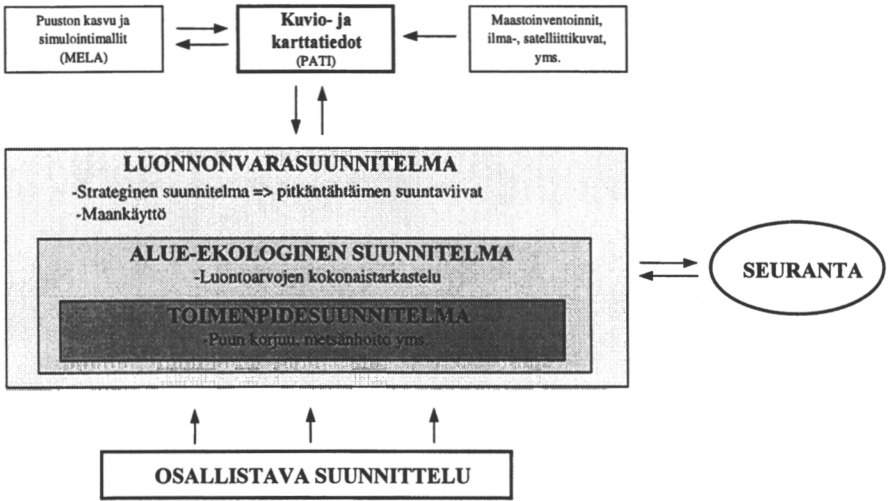 Puuston kasvu ja
simulointimallit
(MELA)
Kuvio- ja
karttatiedot
(PATI)
Maastoinventoinnit,
ilma-, satelliittikuvat,
yms.
LUONNONVARASUUNNITELMA
-Strateginen suunnitelma => pitkäntähtäimen suuntaviivat
-Maankäyttö
ALUE-EKOLOGINEN SUUNNITELMA
-Luontoarvojen kokonaistarkastelu
TOIMENPIDESUUNNITELMA
-Puun korjuu, metsänhoito yms.
SEURANTA
OSALLISTAVA SUUNNITTELU